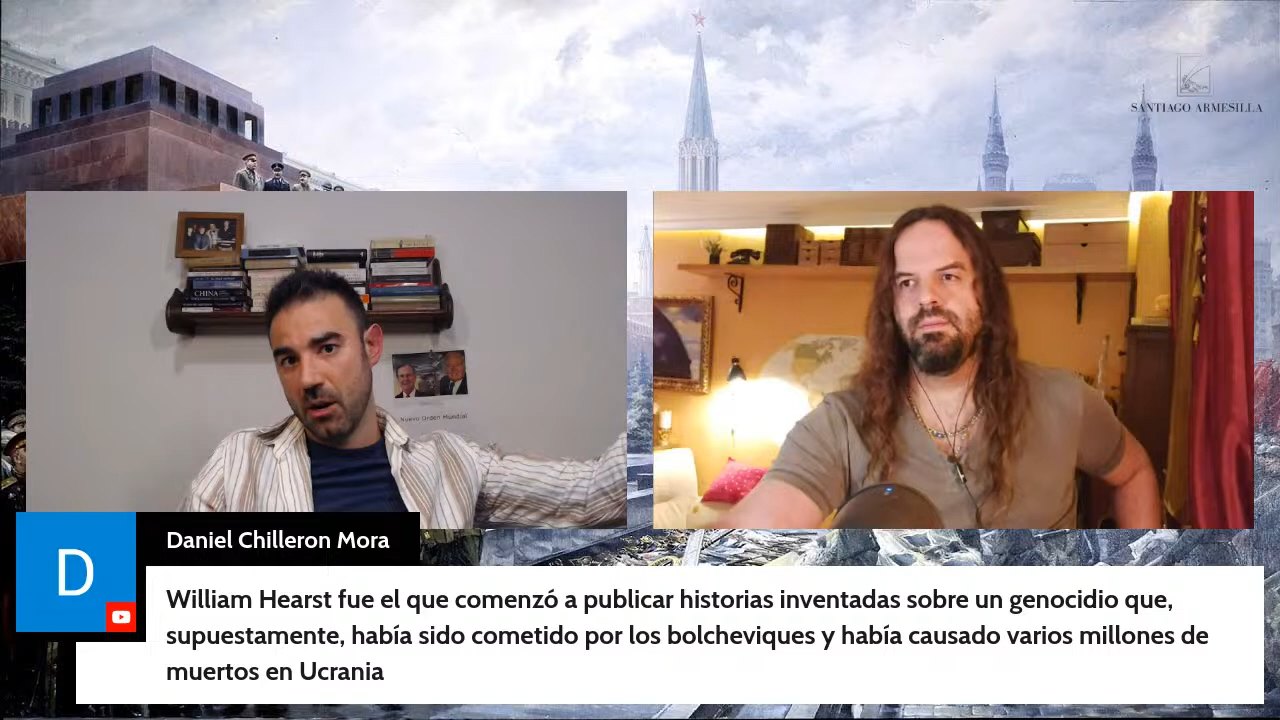 SANTIAGO ARMESILLA
CHINA
Nuevo Orden Mundial
Daniel Chilleron Mora
D
William Hearst fue el que comenzó a publicar historias inventadas sobre un genocidio que,
supuestamente, había sido cometido por los bolcheviques y había causado varios millones de
muertos en Ucrania